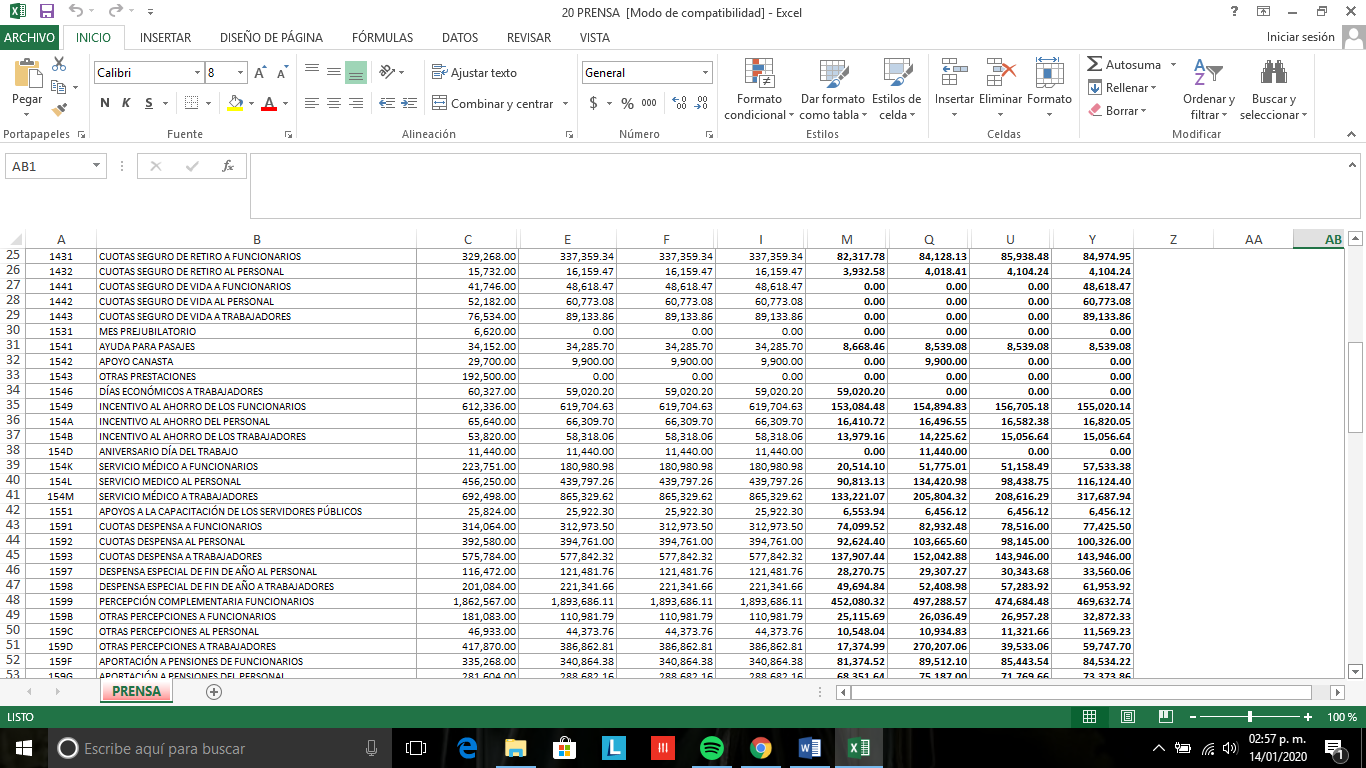 20 PRENSA [Modo de compatibilidad] - Excel
ARCHIVO INICIO INSERTAR DISEÑO DE PÁGINA FÓRMULAS DATOS REVISAR VISTA Iniciar sesión
Pegar
Calibri 8
N K S
Ajustar texto
Combinar y centrar
General
$ % 000
Formato condicional
Dar formato como tabla
Estilos de celda
Insertar Eliminar Formato
Autosuma
Rellenar
Borrar
Ordenar y filtrar
Buscar y seleccionar
Portapapeles Fuente Alineación Número Estilos Celdas Modificar
AB1 fx
A B C E F I M Q U Y Z AA AB
25 1431 CUOTAS SEGURO DE RETIRO A FUNCIONARIOS 329,268.00 337,359.34 337,359.34 337,359.34 82,317.78 84,128.13 85,938.48 84,974.95
26 1432 CUOTAS SEGURO DE RETIRO AL PERSONAL 15,732.00 16,159.47 16,159.47 16,159.47 3,932.58 4,018.41 4,104.24 4,104.24
27 1441 CUOTAS SEGURO DE VIDA A FUNCIONARIOS 41,746.00 48,618.47 48,618.47 48,618.47 0.00 0.00 0.00 48,618.47
28 1442 CUOTAS SEGURO DE VIDA AL PERSONAL 52,182.00 60,773.08 60,773.08 60,773.08 0.00 0.00 0.00 60,773.08
29 1443 CUOTAS SEGURO DE VIDA A TRABAJADORES 76,534.00 89,133.86 89,133.86 89,133.86 0.00 0.00 0.00 89,133.86
30 1531 MES PREJUBILATORIO 6,620.00 0.00 0.00 0.00 0.00 0.00 0.00 0.00
31 1541 AYUDA PARA PASAJES 34,152.00 34,285.70 34,285.70 34,285.70 8,668.46 8,539.08 8,539.08 8,539.08
32 1542 APOYO CANASTA 29,700.00 9,900.00 9,900.00 9,900.00 0.00 9,900.00 0.00 0.00
33 1543 OTRAS PRESTACIONES 192,500.00 0.00 0.00 0.00 0.00 0.00 0.00 0.00
34 1546 DÍAS ECONÓMICOS A TRABAJADORES 60,327.00 59,020.20 59,020.20 59,020.20 59,020.20 0.00 0.00 0.00
35 1549 INCENTIVO AL AHORRO DE LOS FUNCIONARIOS 612,336.00 619,704.63 619,704.63 619,704.63 153,084.48 154,894.83 156,705.18 155,020.14
36 154A INCENTIVO AL AHORRO DEL PERSONAL 65,640.00 66,309.70 66,309.70 66,309.70 16,410.72 16,496.55 16,582.38 16,820.05
37 154B INCENTIVO AL AHORRO DE LOS TRABAJADORES 53,820.00 58,318.06 58,318.06 58,318.06 13,979.16 14,225.62 15,056.64 15,056.64
38 154D ANIVERSARIO DÍA DEL TRABAJO 11,440.00 11,440.00 11,440.00 11,440.00 0.00 11,440.00 0.00 0.00
39 154K SERVICIO MÉDICO A FUNCIONARIOS 223,751.00 180,980.98 180,980.98 180,980.98 20,514.10 51,775.01 51,158.49 57,533.38
40 154L SERVICIO MEDICO AL PERSONAL 456,250.00 439,797.26 439,797.26 439,797.26 90,813.13 134,420.98 98,438.75 116,124.40
41 154M SERVICIO MÉDICO A TRABAJADORES 692,498.00 865,329.62 865,329.62 865,329.62 133,221.07 205,804.32 208,616.29 317,687.94
42 1551 APOYOS A LA CAPACITACIÓN DE LOS SERVIDORES PÚBLICOS 25,824.00 25,922.30 25,922.30 25,922.30 6,553.94 6,456.12 6,456.12 6,456.12
43 1591 CUOTAS DESPENSA A FUNCIONARIOS 314,064.00 312,973.50 312,973.50 312,973.50 74,099.52 82,932.48 78,516.00 77,425.50
44 1592 CUOTAS DESPENSA AL PERSONAL 392,580.00 394,761.00 394,761.00 394,761.00 92,624.40 103,665.60 98,145.00 100,326.00
45 1593 CUOTAS DESPENSA A TRABAJADORES 575,784.00 577,842.32 577,842.32 577,842.32 137,907.44 152,042.88 143,946.00 143,946.00
46 1597 DESPENSA ESPECIAL DE FIN DE AÑO AL PERSONAL 116,472.00 121,481.76 121,481.76 121,481.76 28,270.75 29,307.27 30,343.68 33,560.06
47 1598 DESPENSA ESPECIAL DE FIN DE AÑO A TRABAJADORES 201,084.00 221,341.66 221,341.66 221,341.66 49,694.84 52,408.98 57,283.92 61,953.92
48 1599 PERCEPCIÓN COMPLEMENTARIA FUNCIONARIOS 1,862,567.00 1,893,686.11 1,893,686.11 1,893,686.11 452,080.32 497,288.57 474,684.48 469,632.74
49 159B OTRAS PERCEPCIONES A FUNCIONARIOS 181,083.00 110,981.79 110,981.79 110,981.79 25,115.69 26,036.49 26,957.28 32,872.33
50 159C OTRAS PERCEPCIONES AL PERSONAL 46,933.00 44,373.76 44,373.76 44,373.76 10,548.04 10,934.83 11,321.66 11,569.23
51 159D OTRAS PERCEPCIONES A TRABAJADORES 417,870.00 386,862.81 386,862.81 386,862.81 17,374.99 270,207.06 39,533.06 59,747.70
52 159F APORTACIÓN A PENSIONES DE FUNCIONARIOS 335,268.00 340,864.38 340,864.38 340,864.38 81,374.52 89,512.10 85,443.54 84,534.22
53 159G APORTACIÓN A PENSIONES DEL PERSONAL 281,604.00 288,682.16 288,682.16 288,682.16 68,351.64 75,187.00 71,769.66 73,373.86
PRENSA
LISTO 100 %
Escribe aquí para buscar
02:57 p. m.
14/01/2020
1